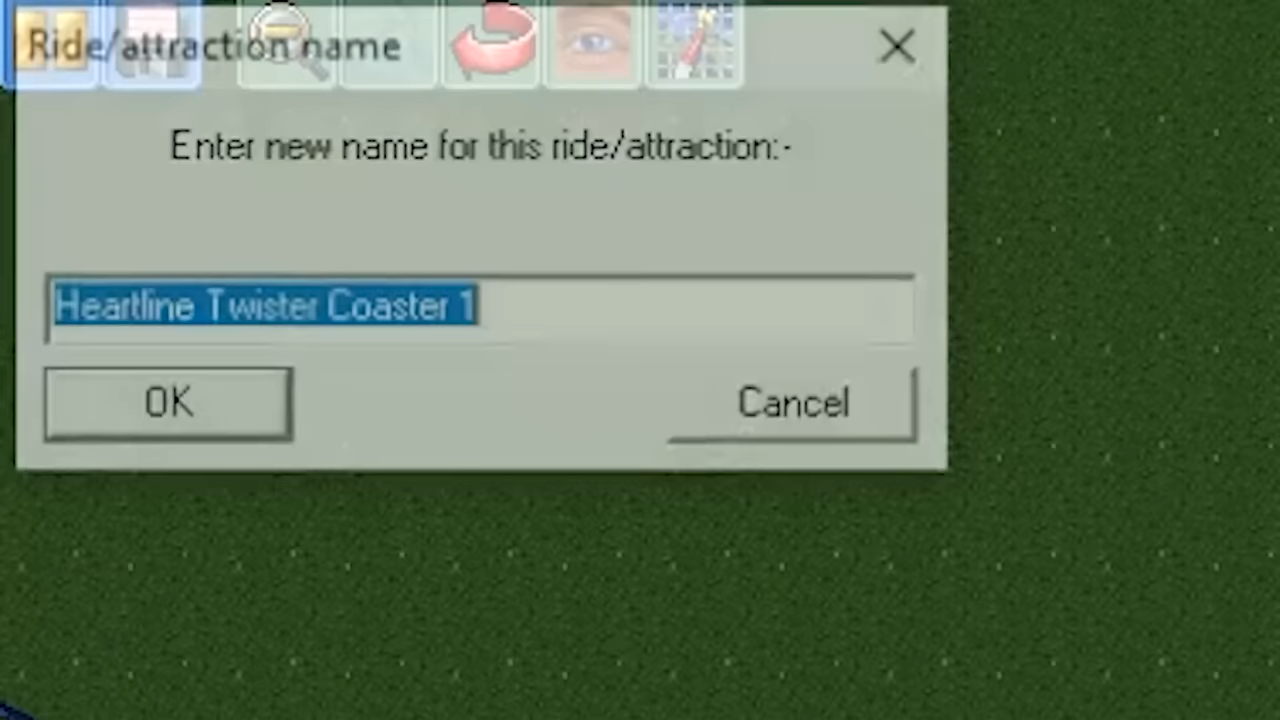 Ride/attraction name
Enter new name for this ride/attraction:-
Heartline Twister Coaster 1
OK
Cancel